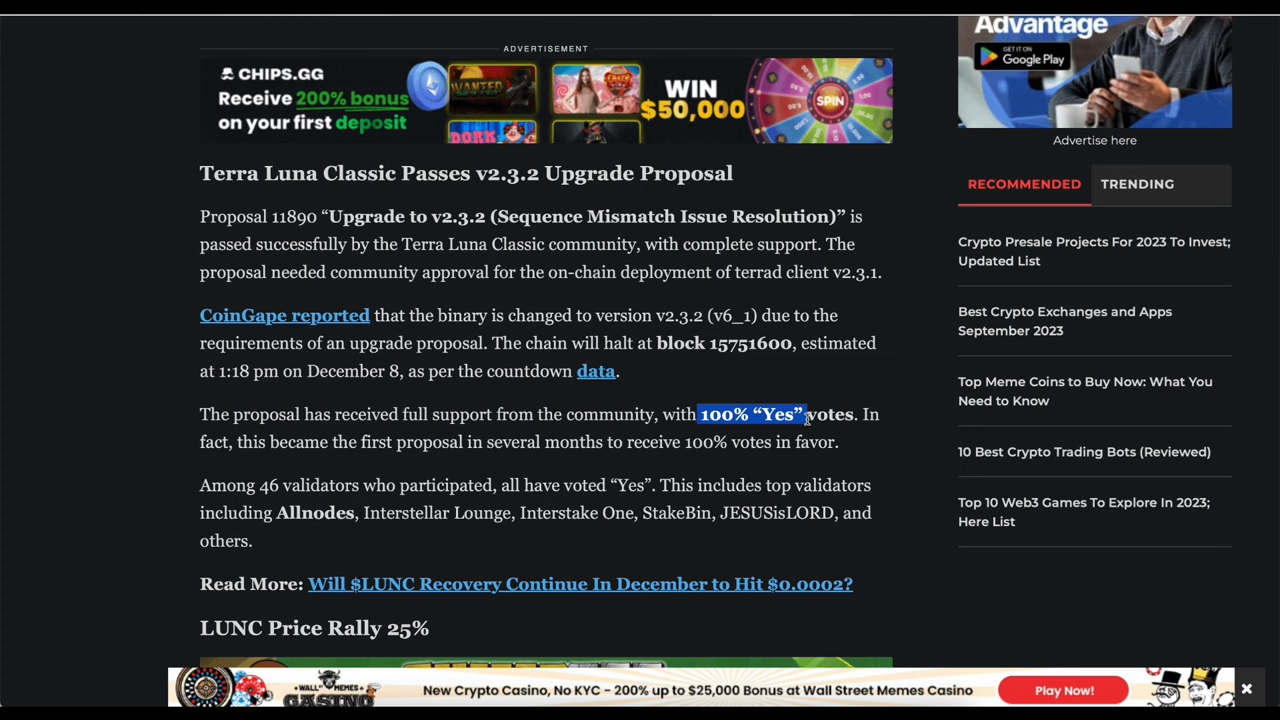 ADVERTISEMENT
CHIPS.GG
Receive 200% bonus
on your first deposit
WANTED
DORK
WIN
$50,000
SPIN
Advantage
GET IT ON
Google Play
Advertise here
RECOMMENDED
TRENDING
Terra Luna Classic Passes v2.3.2 Upgrade Proposal
Proposal 11890 “Upgrade to v2.3.2 (Sequence Mismatch Issue Resolution)” is
passed successfully by the Terra Luna Classic community, with complete support. The
proposal needed community approval for the on-chain deployment of terrad client v2.3.1.
CoinGape reported that the binary is changed to version v2.3.2 (v6_1) due to the
requirements of an upgrade proposal. The chain will halt at block 15751600, estimated
at 1:18 pm on December 8, as per the countdown data.
The proposal has received full support from the community, with 100% “Yes” votes. In
fact, this became the first proposal in several months to receive 100% votes in favor.
Among 46 validators who participated, all have voted “Yes”. This includes top validators
including Allnodes, Interstellar Lounge, Interstake One, StakeBin, JESUSisLORD, and
others.
Read More: Will $LUNC Recovery Continue In December to Hit $0.0002?
LUNC Price Rally 25%
Crypto Presale Projects For 2023 To Invest;
Updated List
Best Crypto Exchanges and Apps
September 2023
Top Meme Coins to Buy Now: What You
Need to Know
10 Best Crypto Trading Bots (Reviewed)
Top 10 Web3 Games To Explore In 2023;
Here List
WALL ST MEMES
CASINO
New Crypto Casino, No KYC - 200% up to $25,000 Bonus at Wall Street Memes Casino
Play Now!